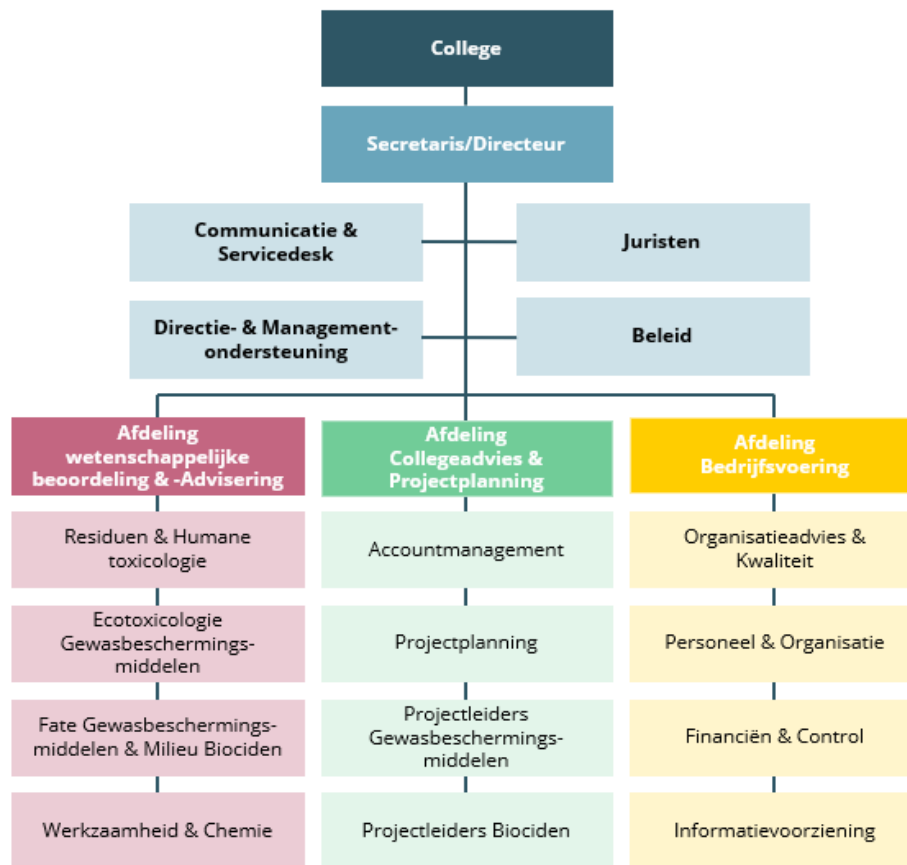 College
Secretaris/Directeur
Communicatie &
Servicedesk
Juristen
Directie- & Management-
ondersteuning
Beleid
Afdeling
wetenschappelijke
beoordeling & -Advisering
Afdeling
Collegeadvies &
Projectplanning
Afdeling
Bedrijfsvoering
Residuen & Humane
toxicologie
Accountmanagement
Organisatieadvies &
Kwaliteit
Ecotoxicologie
Gewasbeschermings-
middelen
Projectplanning
Personeel & Organisatie
Fate Gewasbeschermings-
middelen & Milieu Biociden
Projectleiders
Gewasbeschermings-
middelen
Financiën & Control
Werkzaamheid & Chemie
Projectleiders Biociden
Informatievoorziening